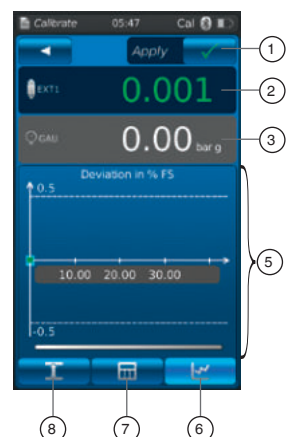 Calibrate 05:47 Cal
Apply
1
EXT1 0.001
2
GAU 0.00 bar g
3
Deviation in % FS
0.5
10.00 20.00 30.00
5
-0.5
8 7 6